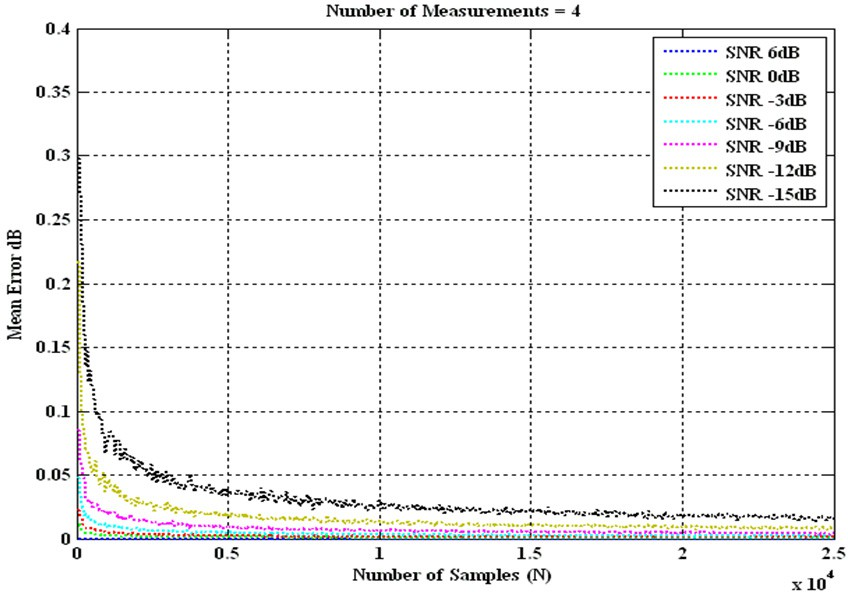 Number of Measurements = 4
0.4
0.35
0.3
0.25
0.2
0.15
0.1
0.05
0
Mean Error dB
SNR 6dB
SNR 0dB
SNR -3dB
SNR -6dB
SNR -9dB
SNR -12dB
SNR -15dB
0 0.5 1 1.5 2 2.5
Number of Samples (N)
x 10^4